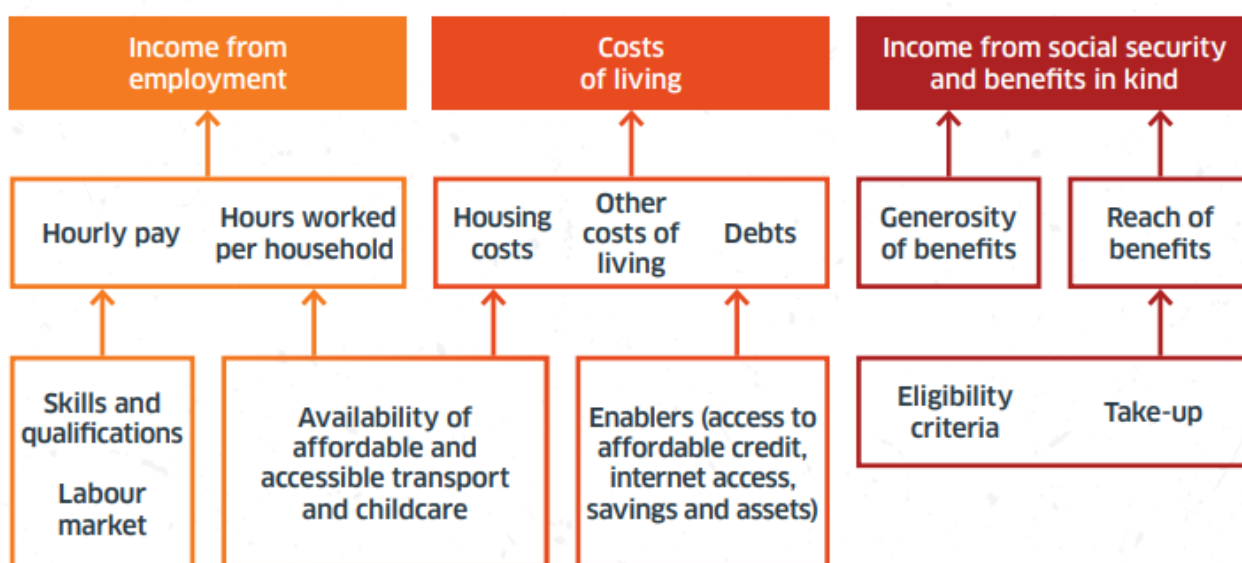 Income from
employment
Costs
of living
Income from social security
and benefits in kind
Hourly pay
Hours worked
per household
Housing
costs
Other
costs of
living
Debts
Generosity
of benefits
Reach of
benefits
Skills and
qualifications
Labour
market
Availability of
affordable and
accessible transport
and childcare
Enablers (access to
affordable credit,
internet access,
savings and assets)
Eligibility
criteria
Take-up